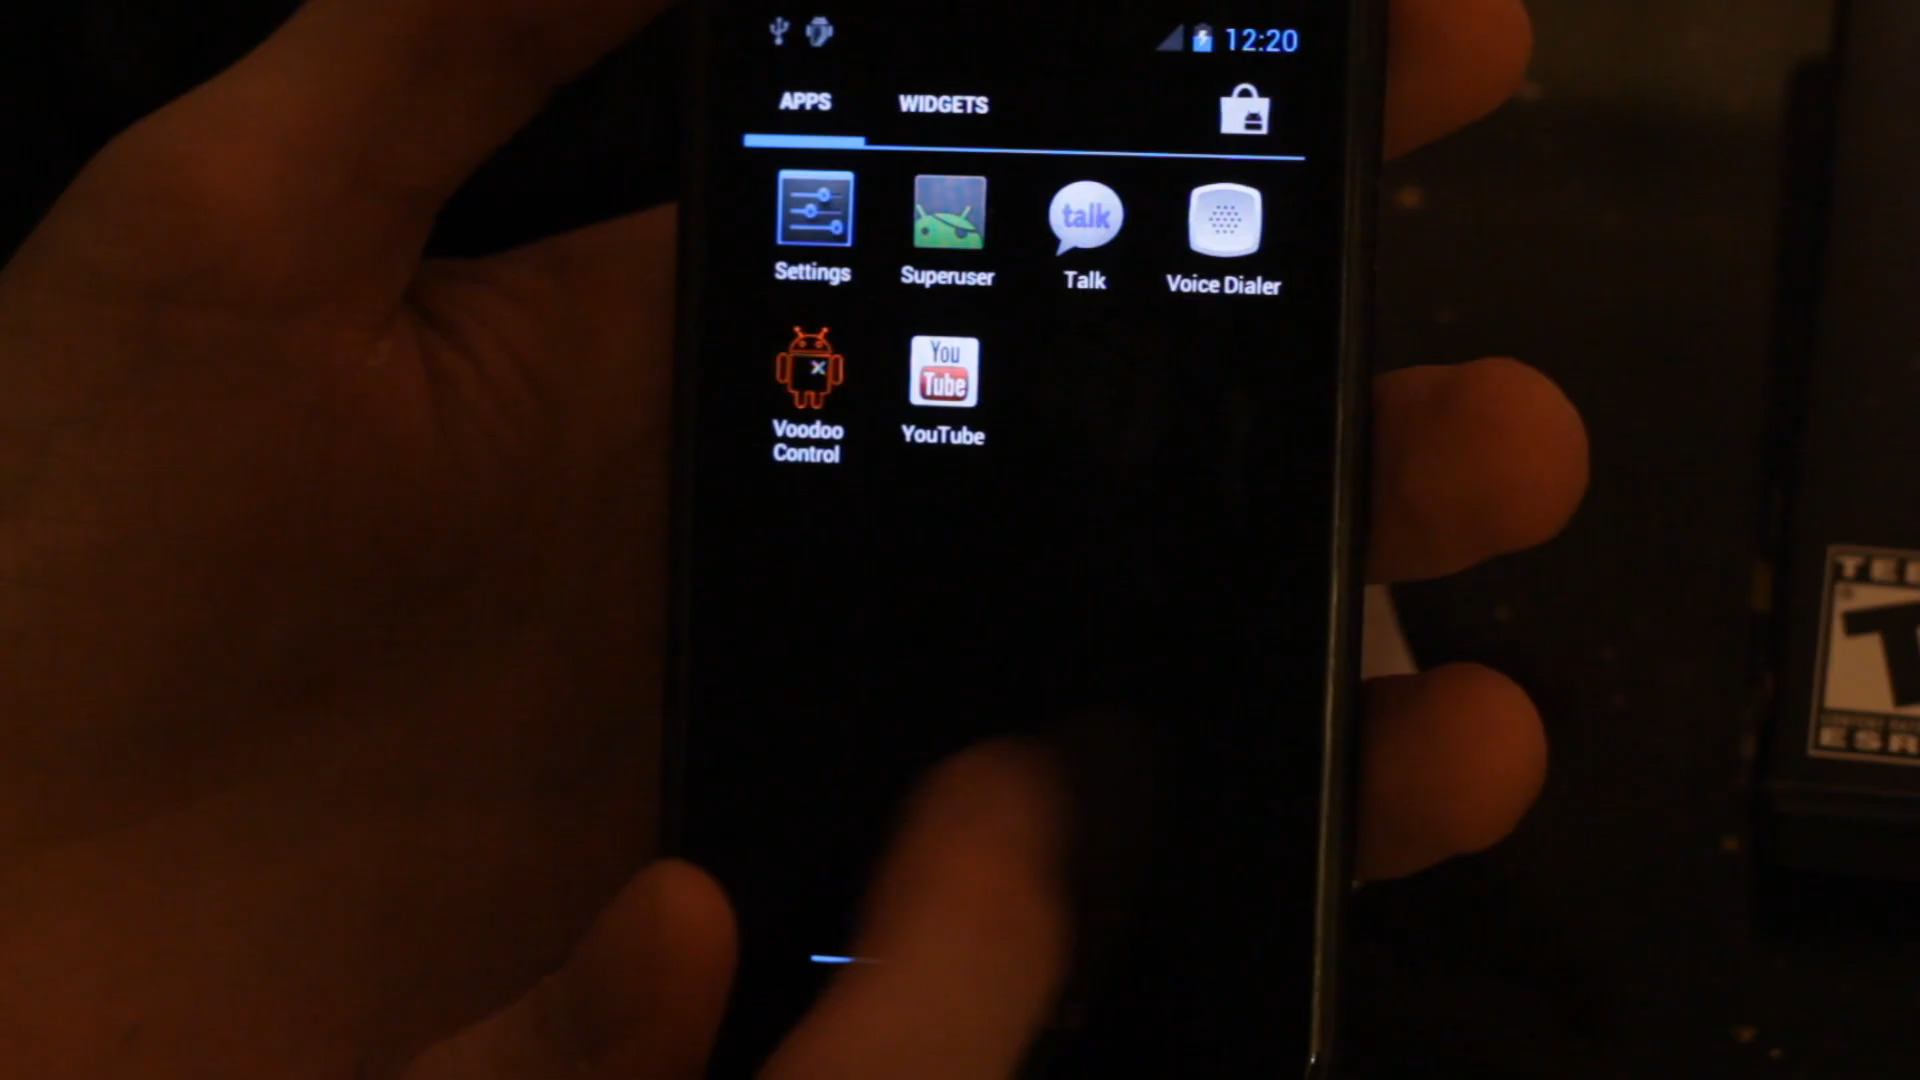 12:20
APPS WIDGETS
talk
Settings Superuser Talk Voice Dialer
You
Tube
Voodoo YouTube
Control
T